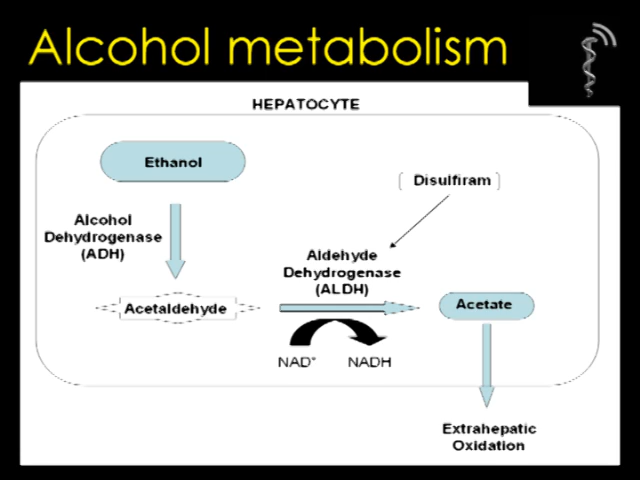 Alcohol metabolism
HEPATOCYTE
Ethanol
Disulfiram
Alcohol
Dehydrogenase
(ADH)
Aldehyde
Dehydrogenase
(ALDH)
Acetaldehyde
Acetate
NAD⁺ NADH
Extrahepatic
Oxidation